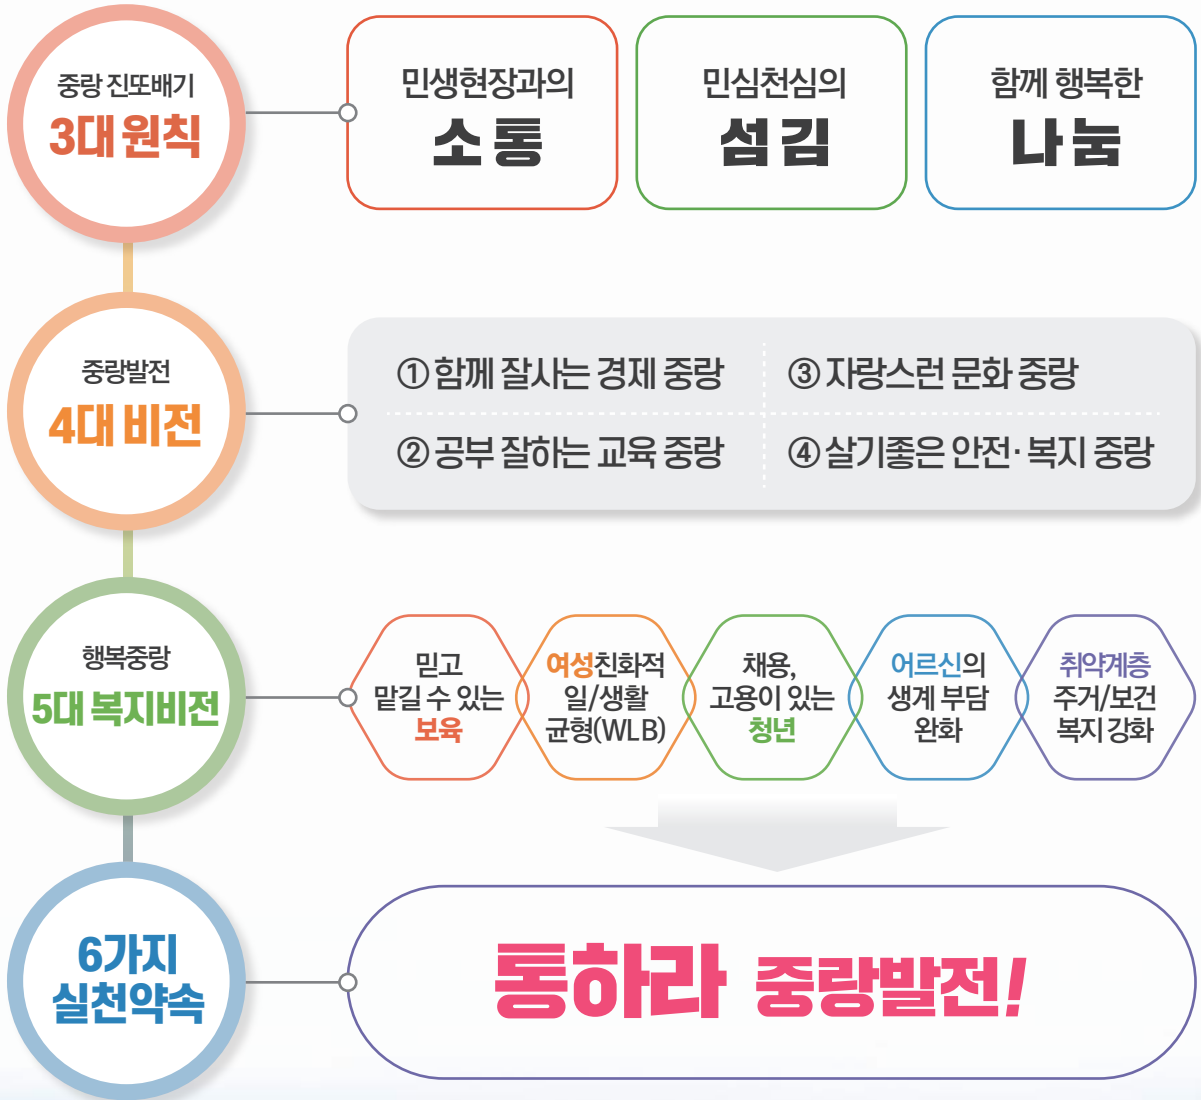 중랑 진또배기
3대 원칙
민생현장과의
소통
민심천심의
섬김
함께 행복한
나눔
중랑발전
4대 비전
① 함께 잘사는 경제 중랑
② 공부 잘하는 교육 중랑
③ 자랑스런 문화 중랑
④ 살기좋은 안전·복지 중랑
행복중랑
5대 복지비전
믿고
맡길 수 있는
보육
여성친화적
일/생활
균형(WLB)
채용,
고용이 있는
청년
어르신의
생계 부담
완화
취약계층
주거/보건
복지 강화
6가지
실천약속
통하라 중랑발전!